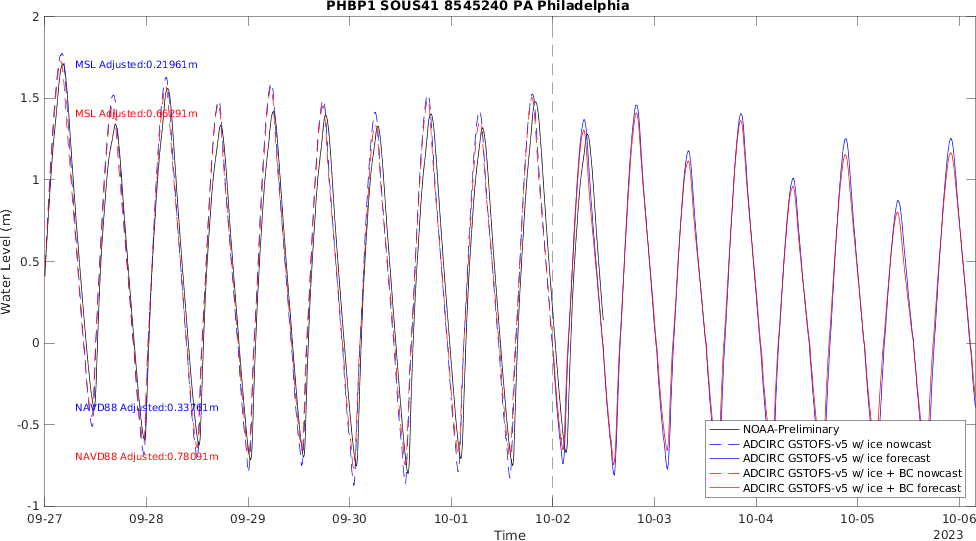 PHBP1 SOUS41 8545240 PA Philadelphia
2
1.5
1
0.5
0
-0.5
-1
Water Level (m)
MSL Adjusted:0.21961m
MSL Adjusted:0.66291m
NAVD88 Adjusted:0.33761m
NAVD88 Adjusted:0.78091m
NOAA-Preliminary
ADCIRC GSTOFS-v5 w/ ice nowcast
ADCIRC GSTOFS-v5 w/ ice forecast
ADCIRC GSTOFS-v5 w/ ice + BC nowcast
ADCIRC GSTOFS-v5 w/ ice + BC forecast
09-27 09-28 09-29 09-30 10-01 10-02 10-03 10-04 10-05 10-06
Time
2023